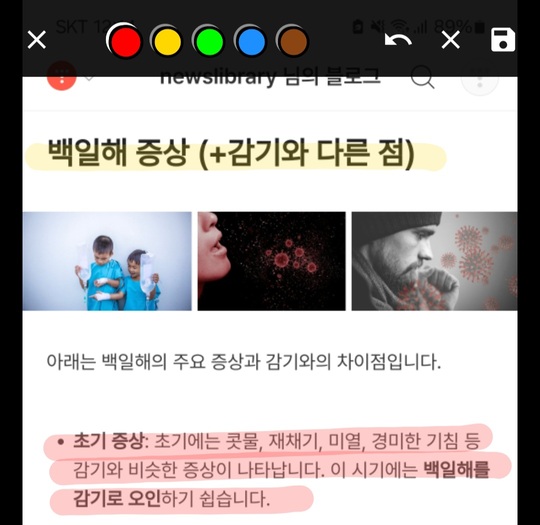 SKT 89%
newslibrary 님의 블로그
백일해 증상 (+감기와 다른 점)
아래는 백일해의 주요 증상과 감기와의 차이점입니다.
• 초기 증상: 초기에는 콧물, 재채기, 미열, 경미한 기침 등
감기와 비슷한 증상이 나타납니다. 이 시기에는 백일해를
감기로 오인하기 쉽습니다.